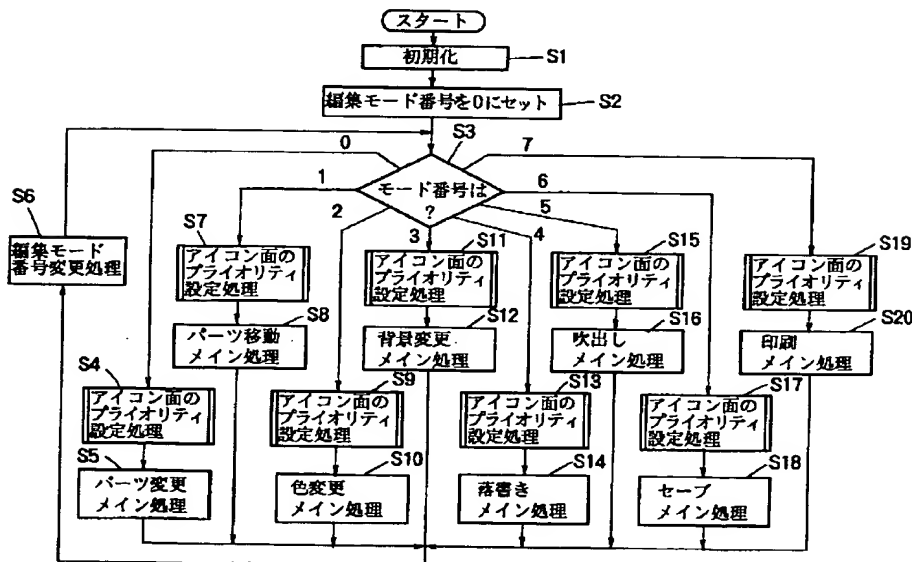 スタート
初期化
S1
編集モード番号を0にセット
S2
S3
モード番号は
?
0
1
2
3
4
5
6
7
S6
編集モード
番号変更処理
S7
アイコン面の
プライオリティ
設定処理
S8
パーツ移動
メイン処理
S11
アイコン面の
プライオリティ
設定処理
S12
背景変更
メイン処理
S15
アイコン面の
プライオリティ
設定処理
S16
吹出し
メイン処理
S19
アイコン面の
プライオリティ
設定処理
S20
印刷
メイン処理
S4
アイコン面の
プライオリティ
設定処理
S5
パーツ変更
メイン処理
S9
アイコン面の
プライオリティ
設定処理
S10
色変更
メイン処理
S13
アイコン面の
プライオリティ
設定処理
S14
落書き
メイン処理
S17
アイコン面の
プライオリティ
設定処理
S18
セーブ
メイン処理